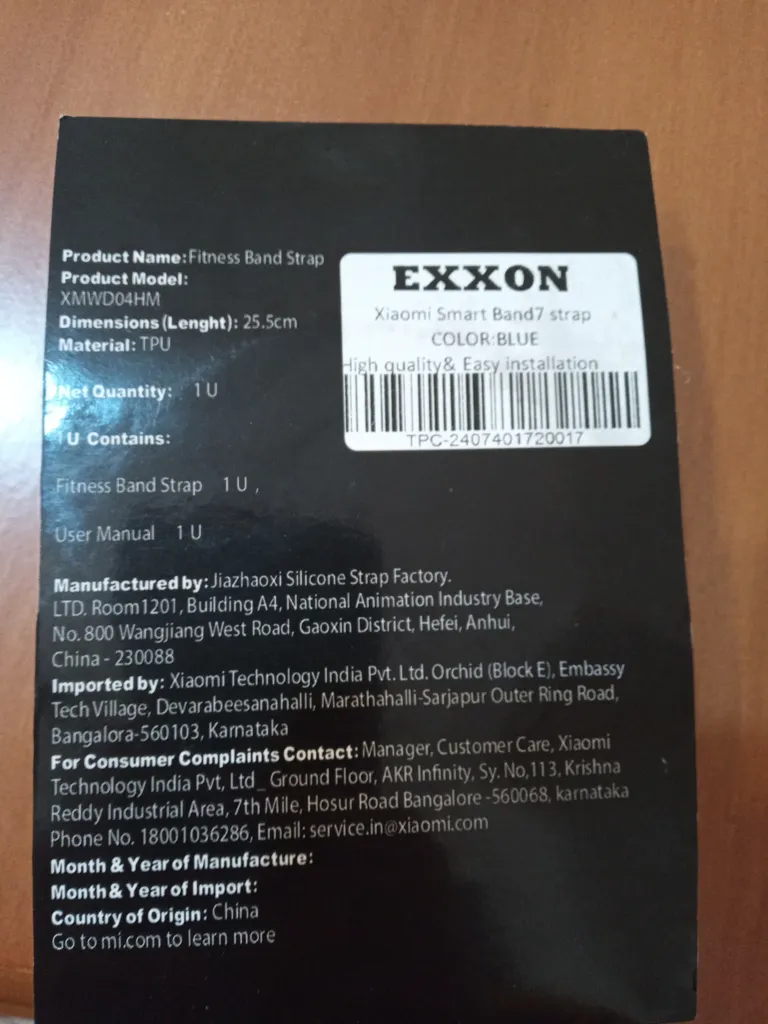 Product Name:Fitness Band Strap
Product Model:
XMWD04HM
Dimensions (Lenght): 25.5cm
Material: TPU
Net Quantity: 1 U
1U Contains:
Fitness Band Strap 1 U ,
User Manual 1 U
EXXON
Xiaomi Smart Band7 strap
COLOR:BLUE
High quality& Easy installation
TPC-2407401720017
Manufactured by: Jiazhaoxi Silicone Strap Factory.
LTD. Room1201, Building A4, National Animation Industry Base,
No. 800 Wangjiang West Road, Gaoxin District, Hefei, Anhui,
China - 230088
Imported by: Xiaomi Technology India Pvt. Ltd. Orchid (Block E), Embassy
Tech Village, Devarabeesanahalli, Marathahalli-Sarjapur Outer Ring Road,
Bangalora-560103, Karnataka
For Consumer Complaints Contact: Manager, Customer Care, Xiaomi
Technology India Pvt, Ltd_ Ground Floor, AKR Infinity, Sy. No,113, Krishna
Reddy Industrial Area, 7th Mile, Hosur Road Bangalore -560068, karnataka
Phone No. 18001036286, Email: service.in@xiaomi.com
Month & Year of Manufacture:
Month & Year of Import:
Country of Origin: China
Go to mi.com to learn more